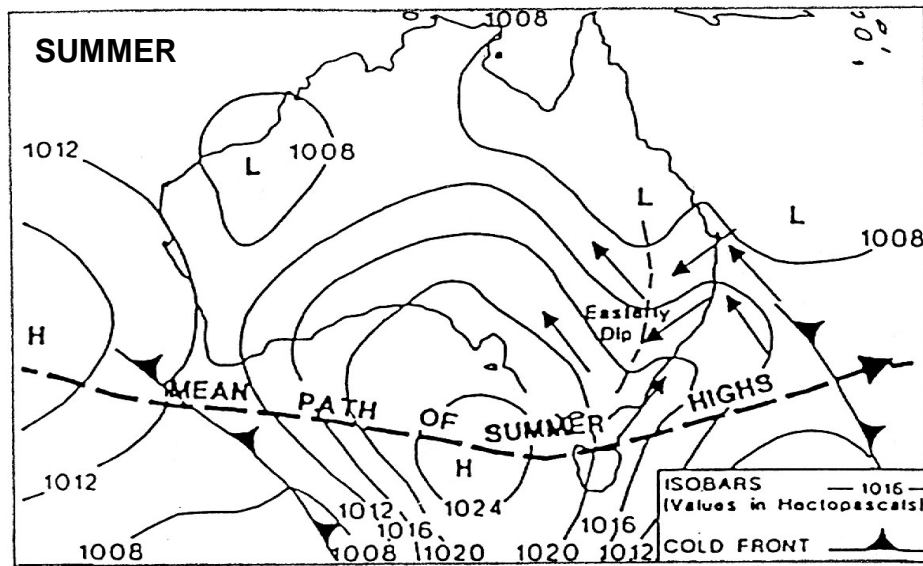 1008
SUMMER
1012
L
1008
L
L
1008
H
Easterly
Dip
MEAN PATH OF SUMMER HIGHS
H
1012
1024
1012
1016
1016
1008
1008
1020
1020
1012
ISOBARS — 1016
(Values in Hectopascals)
COLD FRONT